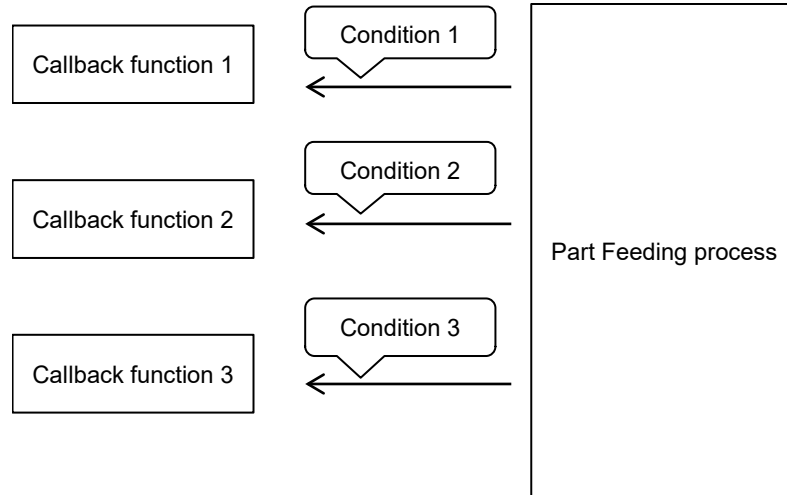 Condition 1
Callback function 1
Condition 2
Callback function 2
Part Feeding process
Condition 3
Callback function 3